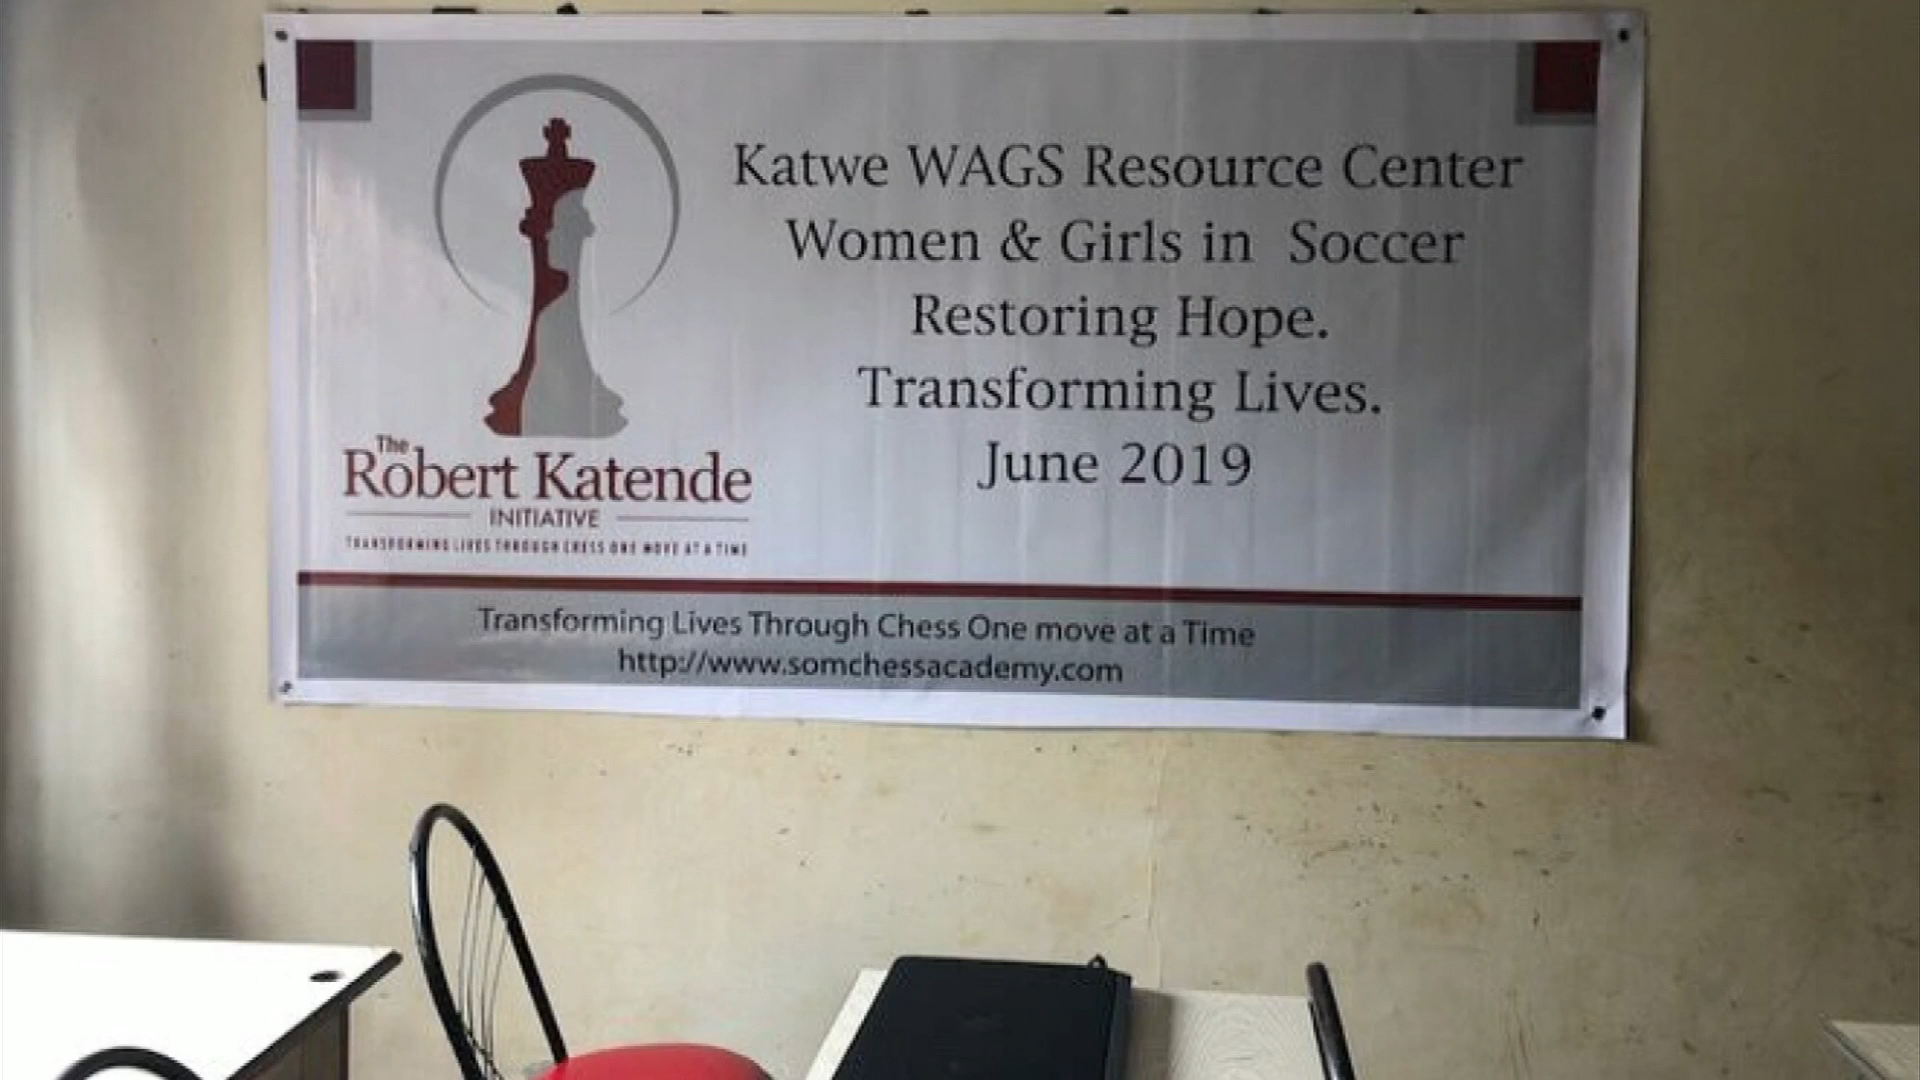 Katwe WAGS Resource Center
Women & Girls in Soccer
Restoring Hope.
Transforming Lives.
June 2019
The
Robert Katende
INITIATIVE
TRANSFORMING LIVES THROUGH CHESS ONE MOVE AT A TIME
Transforming Lives Through Chess One move at a Time
http://www.somchessacademy.com